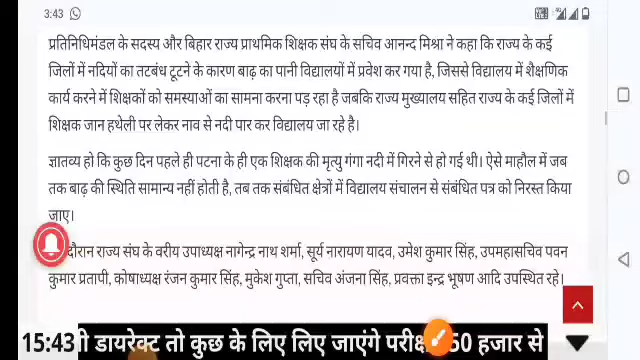 3:43
प्रतिनिधिमंडल के सदस्य और बिहार राज्य प्राथमिक शिक्षक संघ के सचिव आनन्द मिश्रा ने कहा कि राज्य के कई
जिलों में नदियों का तटबंध टूटने के कारण बाढ़ का पानी विद्यालयों में प्रवेश कर गया है, जिससे विद्यालय में शैक्षणिक
कार्य करने में शिक्षकों को समस्याओं का सामना करना पड़ रहा है जबकि राज्य मुख्यालय सहित राज्य के कई जिलों में
शिक्षक जान हथेली पर लेकर नाव से नदी पार कर विद्यालय जा रहे है।
ज्ञातव्य हो कि कुछ दिन पहले ही पटना के ही एक शिक्षक की मृत्यु गंगा नदी में गिरने से हो गई थी। ऐसे माहौल में जब
तक बाढ़ की स्थिति सामान्य नहीं होती है, तब तक संबंधित क्षेत्रों में विद्यालय संचालन से संबंधित पत्र को निरस्त किया
जाए।
दौरान राज्य संघ के वरीय उपाध्यक्ष नागेन्द्र नाथ शर्मा, सूर्य नारायण यादव, उमेश कुमार सिंह, उपमहासचिव पवन
कुमार प्रतापी, कोषाध्यक्ष रंजन कुमार सिंह, मुकेश गुप्ता, सचिव अंजना सिंह, प्रवक्ता इन्द्र भूषण आदि उपस्थित रहे।
15:43 डायरेक्ट तो कुछ के लिए लिए जाएंगे 50 हजार से